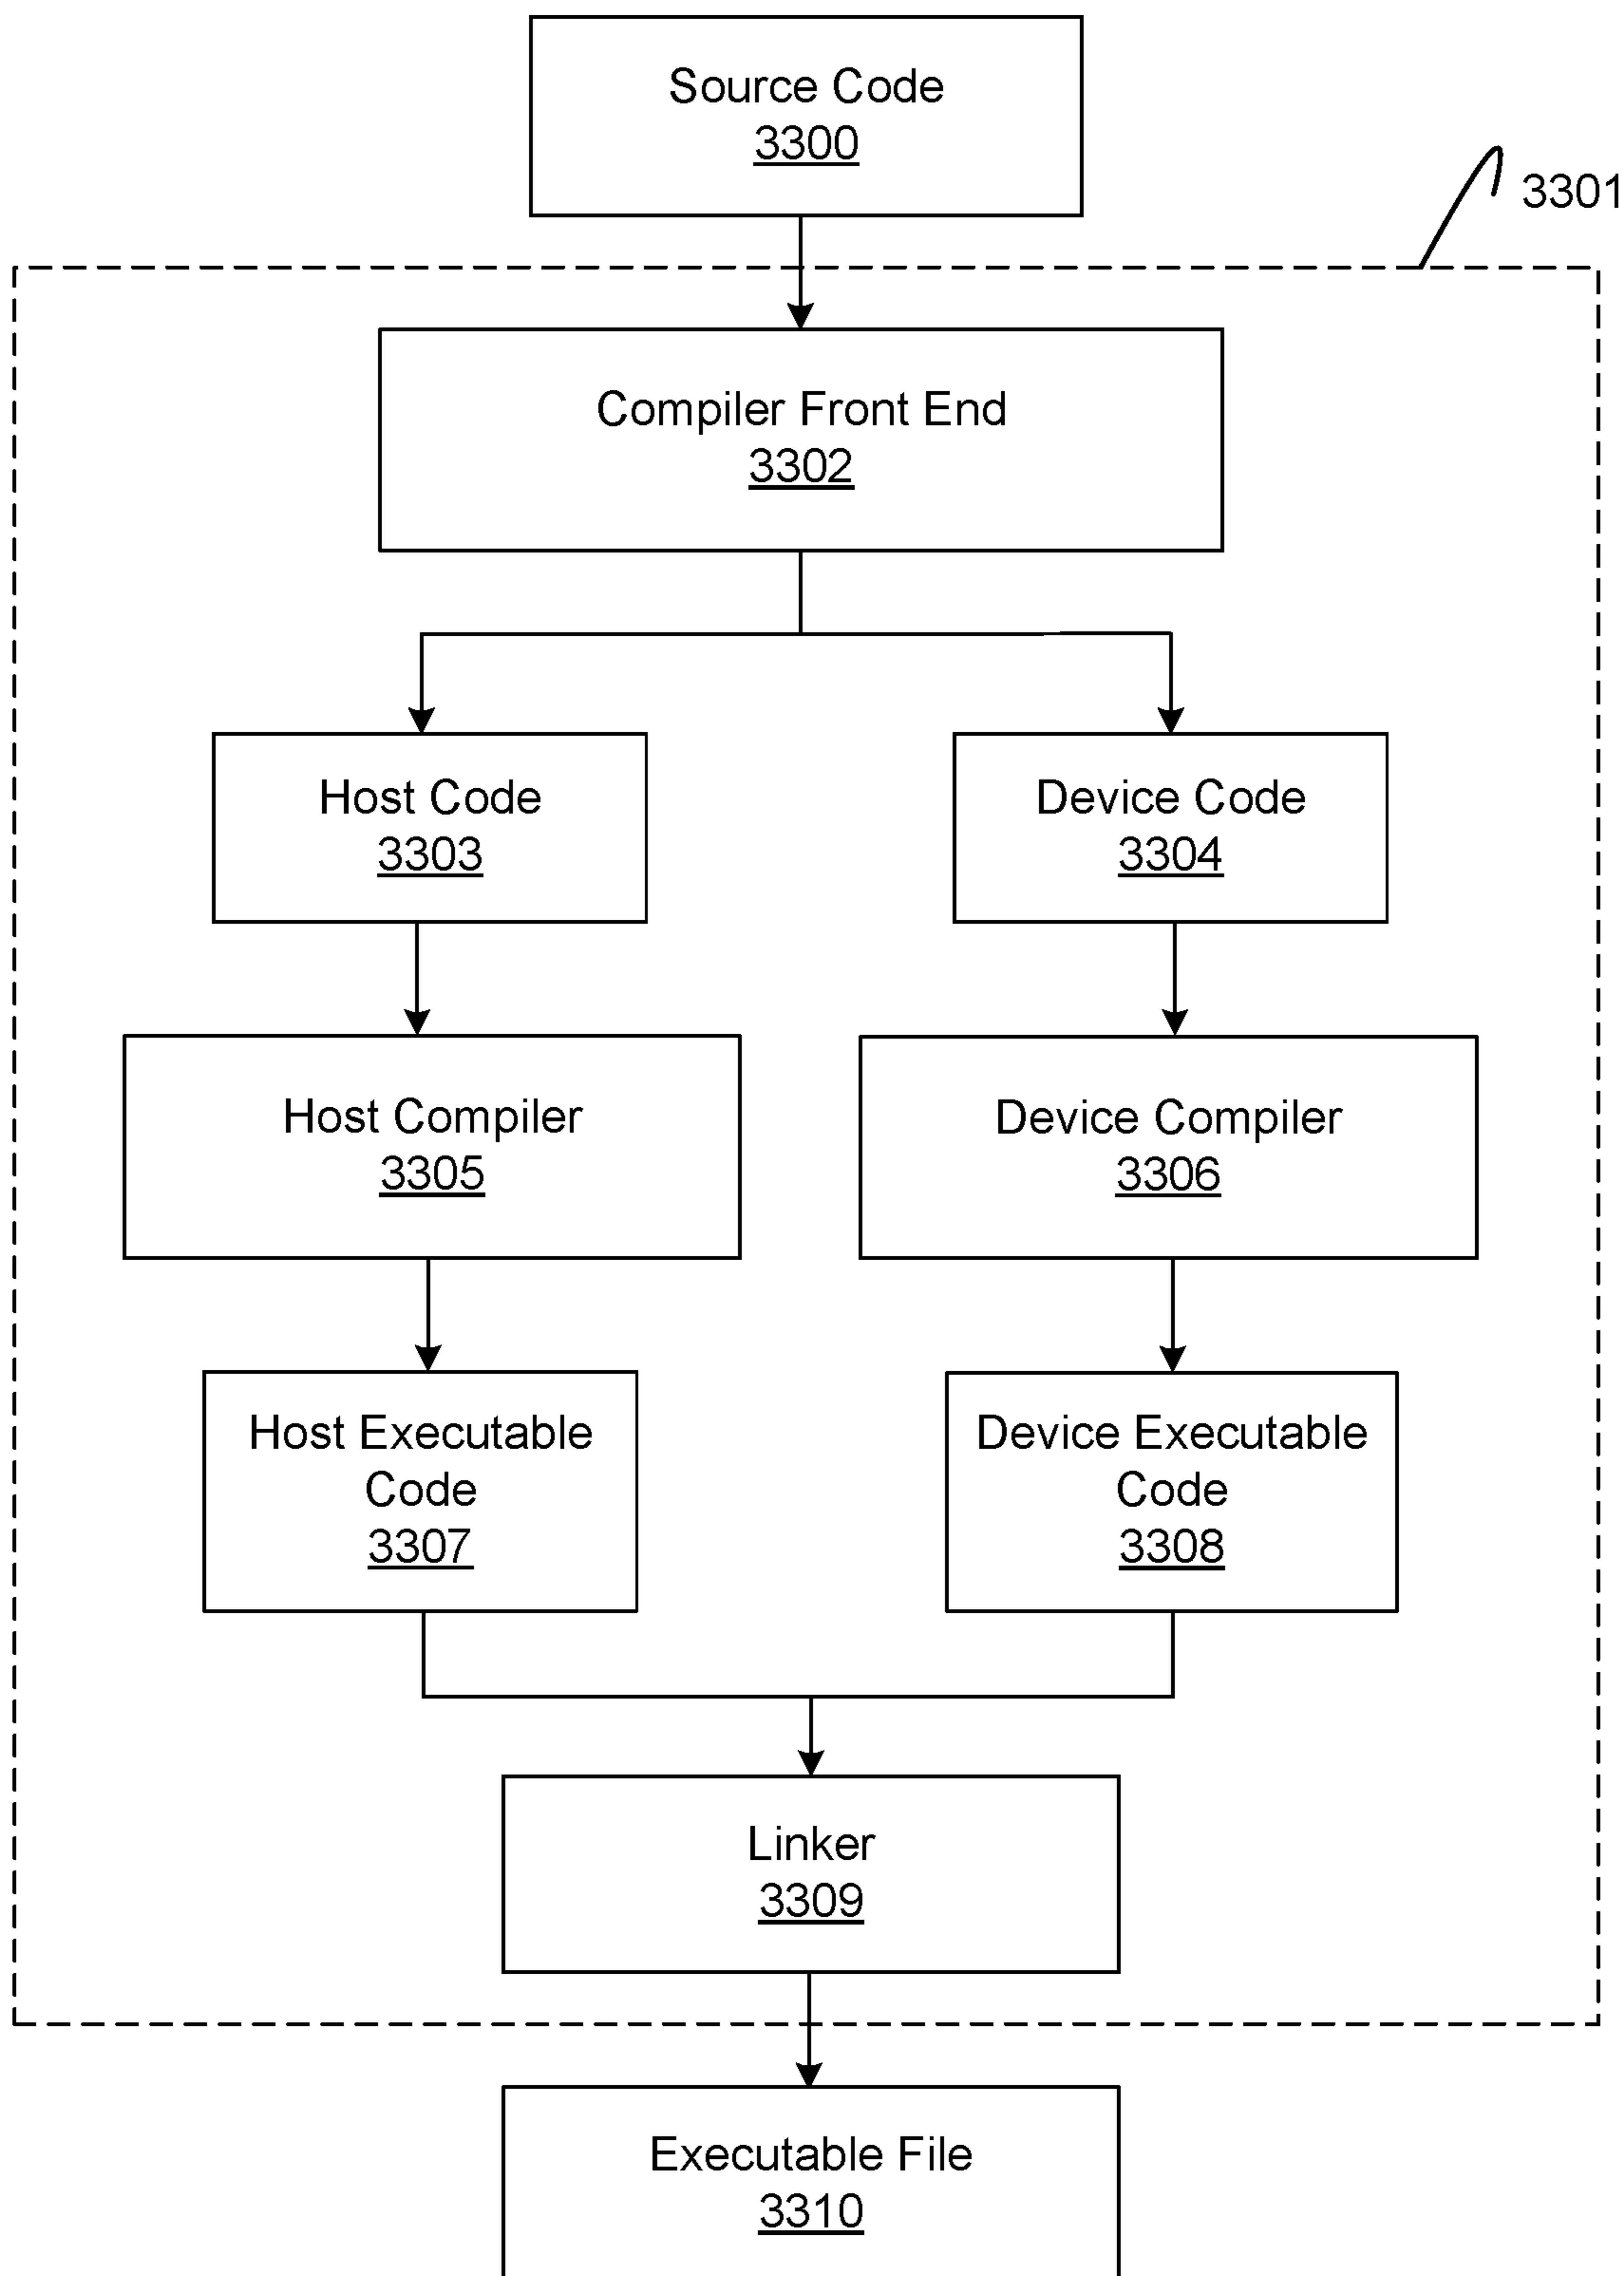 Source Code
3300
3301
Compiler Front End
3302
Host Code
3303
Device Code
3304
Host Compiler
3305
Device Compiler
3306
Host Executable
Code
3307
Device Executable
Code
3308
Linker
3309
Executable File
3310